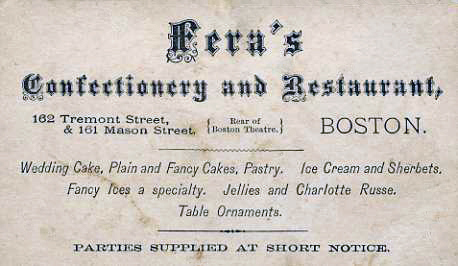 Fera's
Confectionery and Restaurant,
162 Tremont Street,
& 161 Mason Street. {Rear of Boston Theatre.} BOSTON.
Wedding Cake, Plain and Fancy Cakes, Pastry. Ice Cream and Sherbets.
Fancy Ices a specialty. Jellies and Charlotte Russe.
Table Ornaments.
PARTIES SUPPLIED AT SHORT NOTICE.